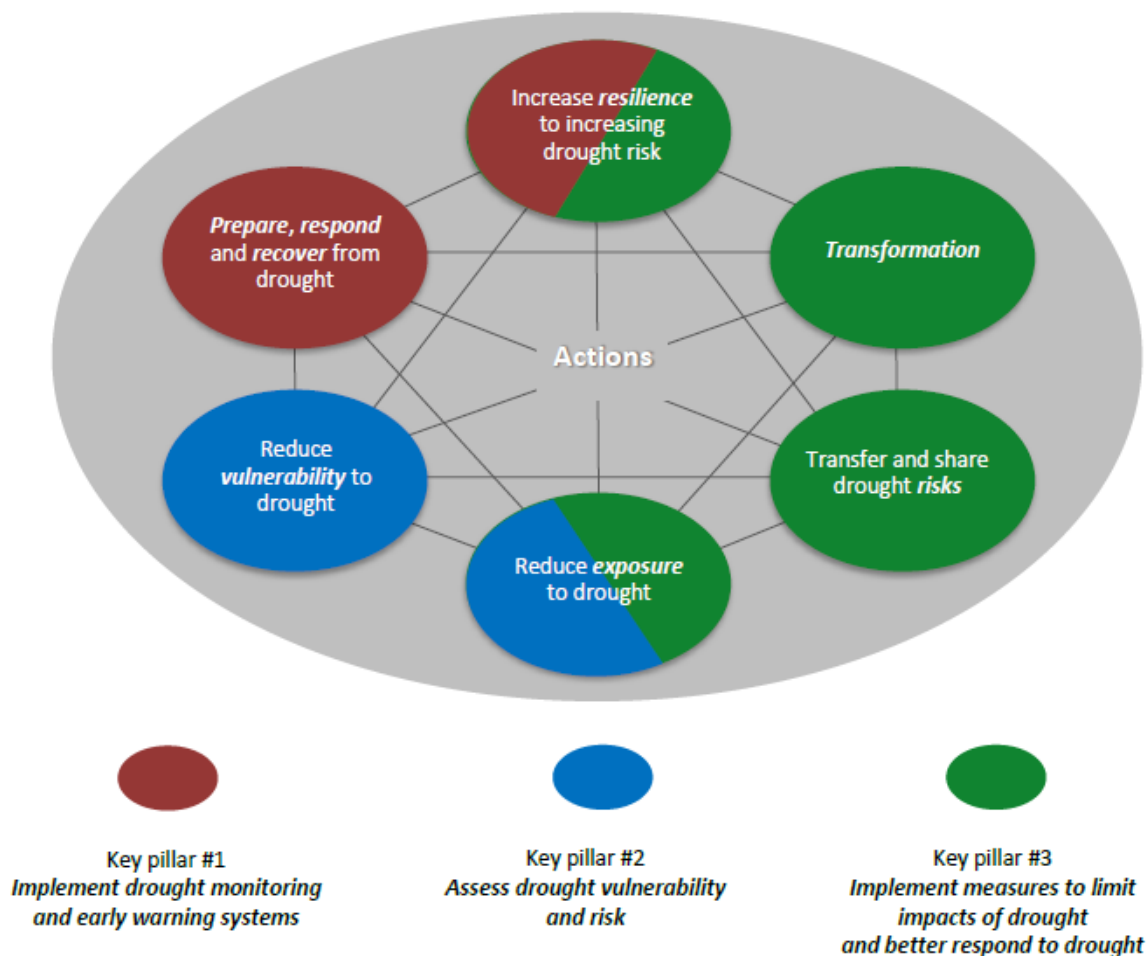 Increase resilience
to increasing
drought risk
Prepare, respond
and recover from
drought
Transformation
Actions
Reduce
vulnerability to
drought
Transfer and share
drought risks
Reduce exposure
to drought
Key pillar #1
Implement drought monitoring
and early warning systems
Key pillar #2
Assess drought vulnerability
and risk
Key pillar #3
Implement measures to limit
impacts of drought
and better respond to drought